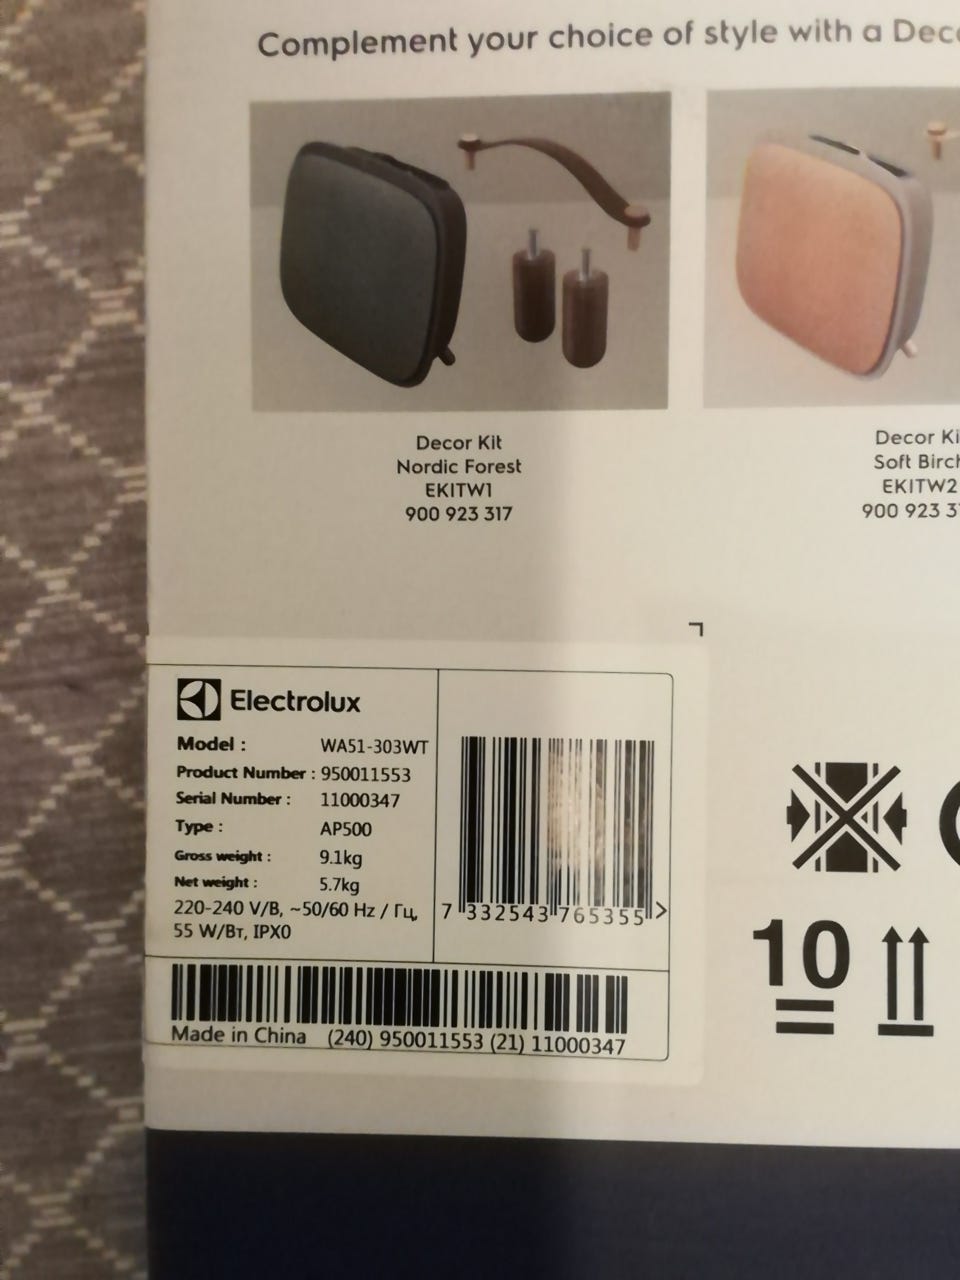 Complement your choice of style with a
Decor Kit
Nordic Forest
EKITW1
900 923 317
Decor
Soft
EKITW2
900 923
Electrolux
Model : WA51-303WT
Product Number : 950011553
Serial Number : 11000347
Type : AP500
Gross weight : 9.1kg
Net weight : 5.7kg
220-240 V/B, ~50/60 Hz / Гц,
55 W/Вт, IPX0
7 332543 765355 >
Made in China (240) 950011553 (21) 11000347
10